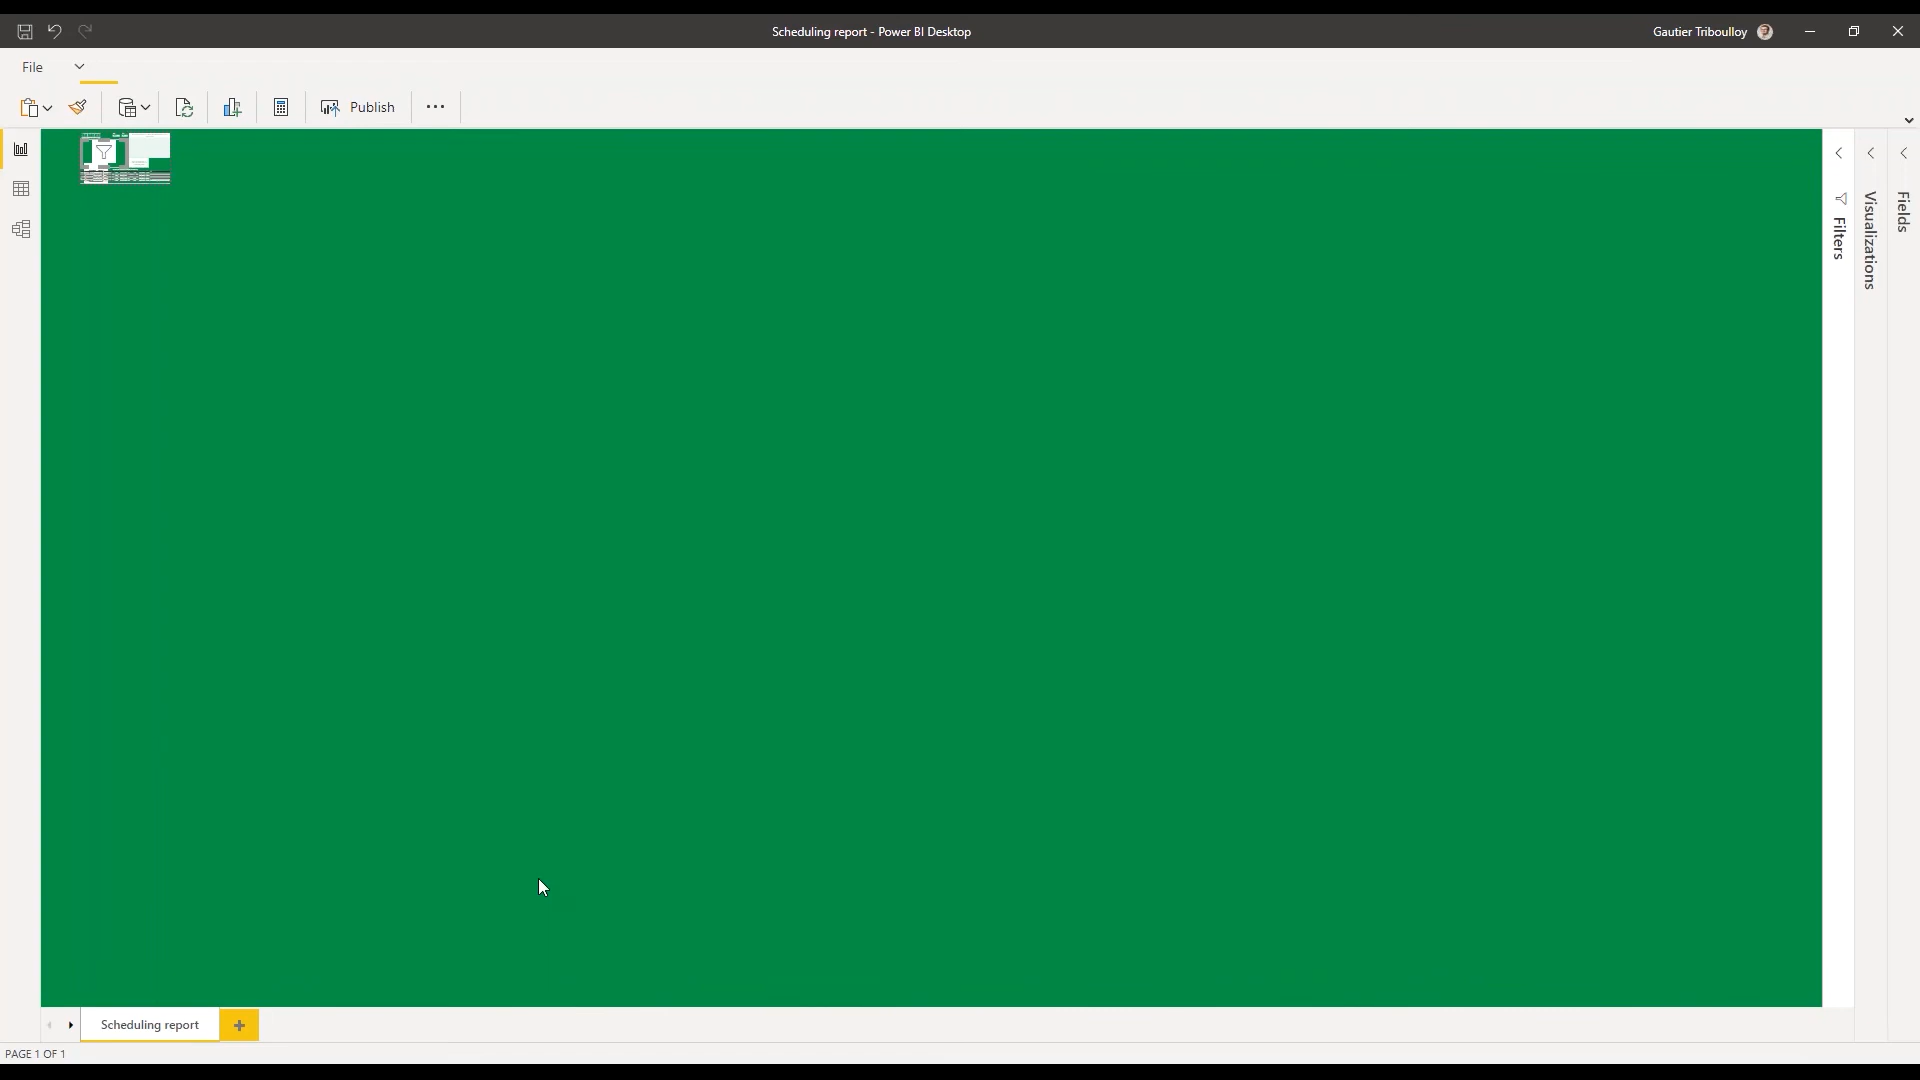 Scheduling report - Power BI Desktop
Gautier Triboulloy
File
Publish
Filters
Visualizations
Fields
Scheduling report
PAGE 1 OF 1